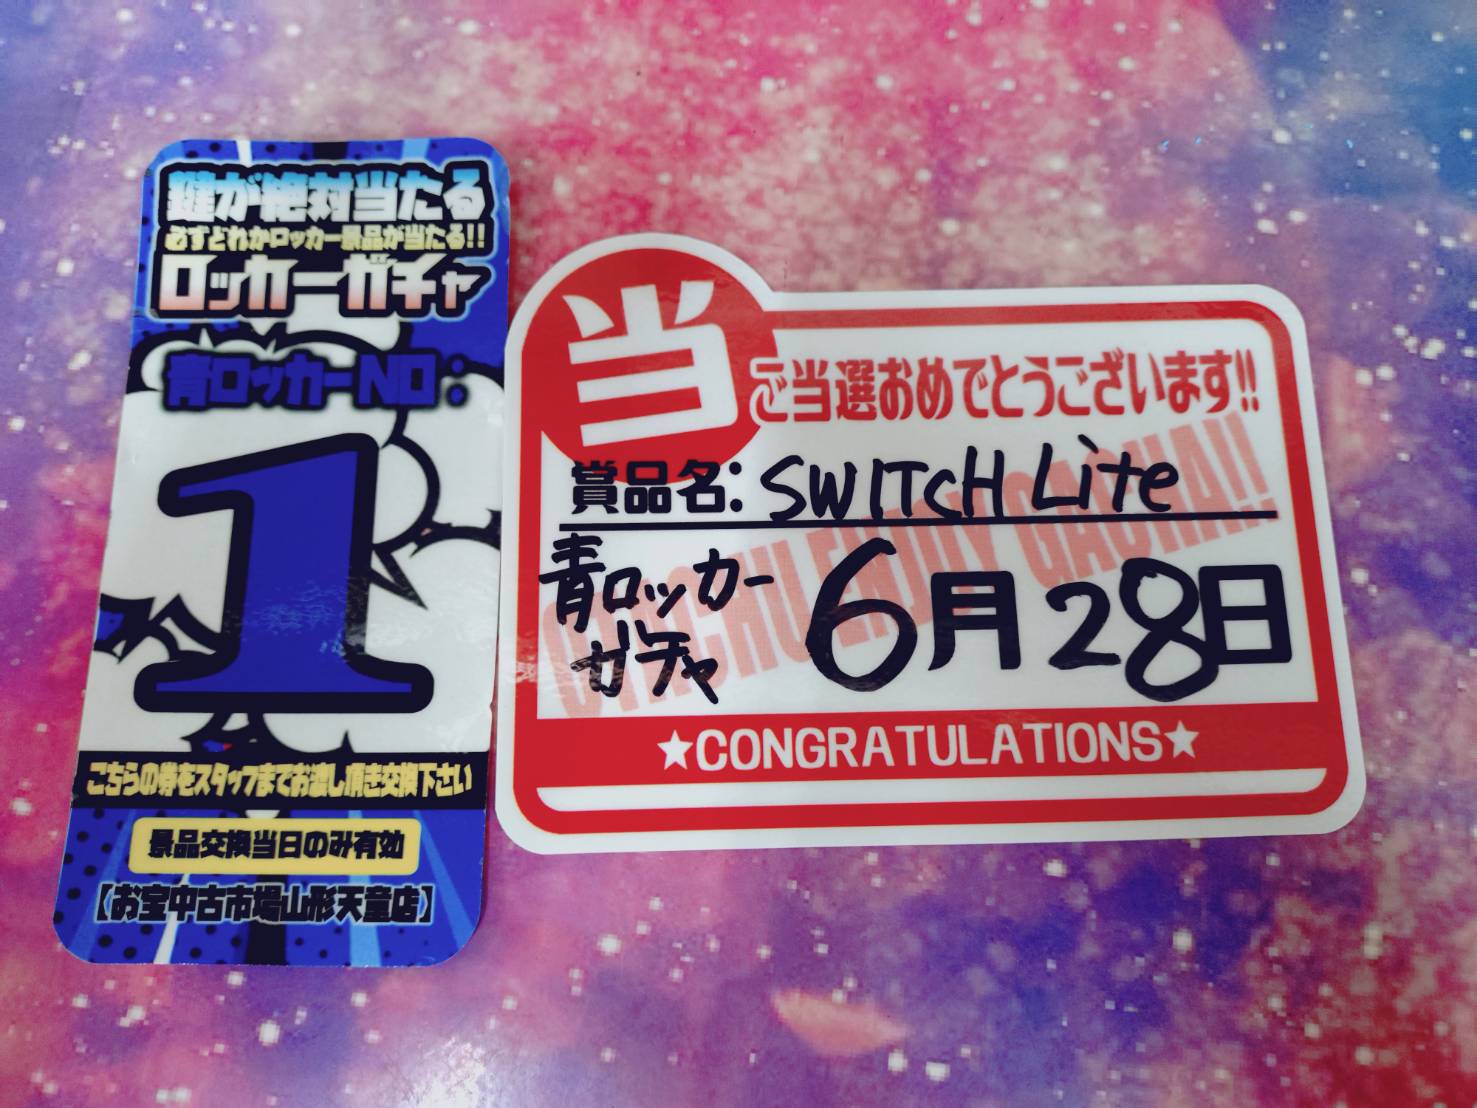 鍵が絶対当たる
必ずどれかロッカー景品が当たる!!
ロッカーガチャ
青ロッカーNO:
1
こちらの券をスタッフまでお渡し頂き交換下さい
景品交換当日のみ有効
【お宝中古市場山形天童店】
当
ご当選おめでとうございます!!
賞品名:SWITCH Lite
青ロッカー
ガチャ
6月28日
★CONGRATULATIONS★